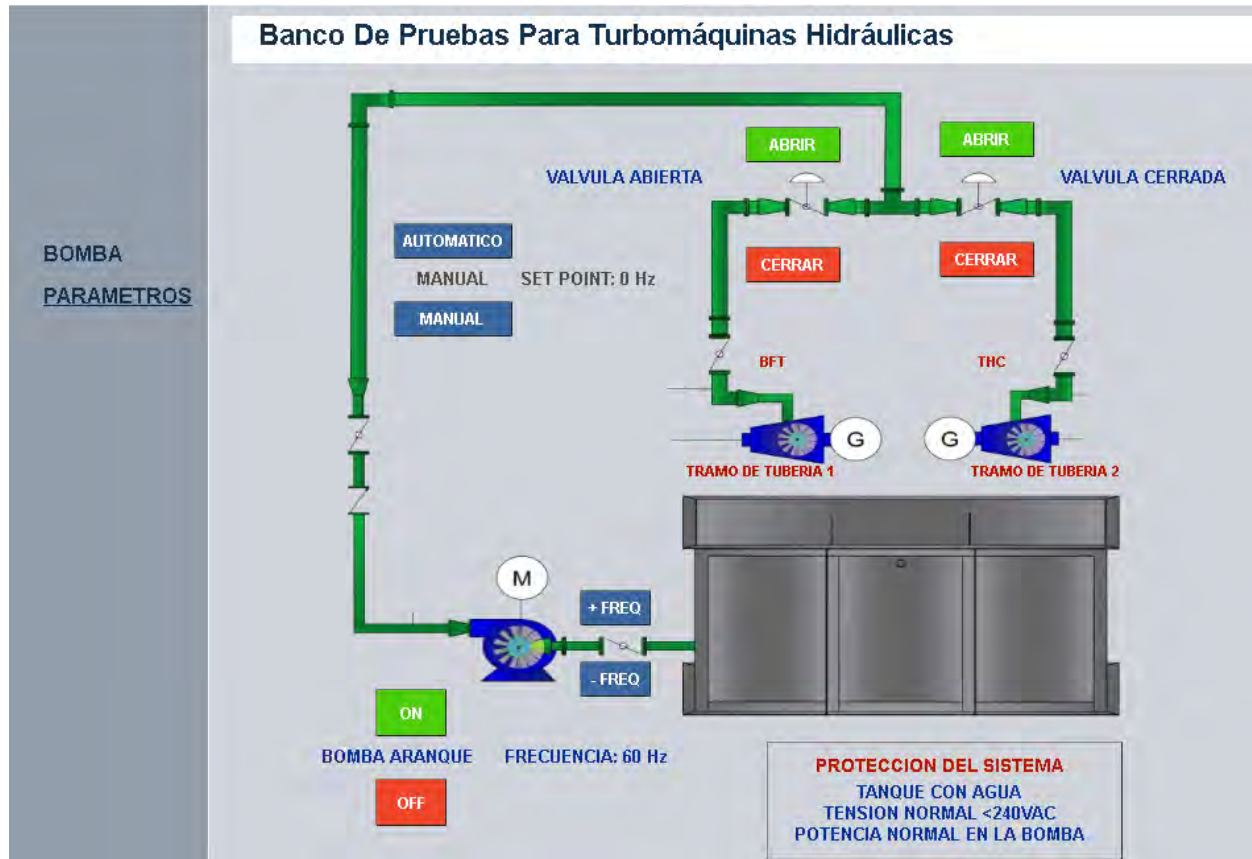 Banco De Pruebas Para Turbomáquinas Hidráulicas
ABRIR
ABRIR
VALVULA ABIERTA
VALVULA CERRADA
BOMBA
PARAMETROS
AUTOMATICO
MANUAL
SET POINT: 0 Hz
MANUAL
CERRAR
CERRAR
BFT
THC
G
G
TRAMO DE TUBERIA 1
TRAMO DE TUBERIA 2
M
+ FREQ
- FREQ
ON
BOMBA ARANQUE
FRECUENCIA: 60 Hz
OFF
PROTECCION DEL SISTEMA
TANQUE CON AGUA
TENSION NORMAL <240VAC
POTENCIA NORMAL EN LA BOMBA